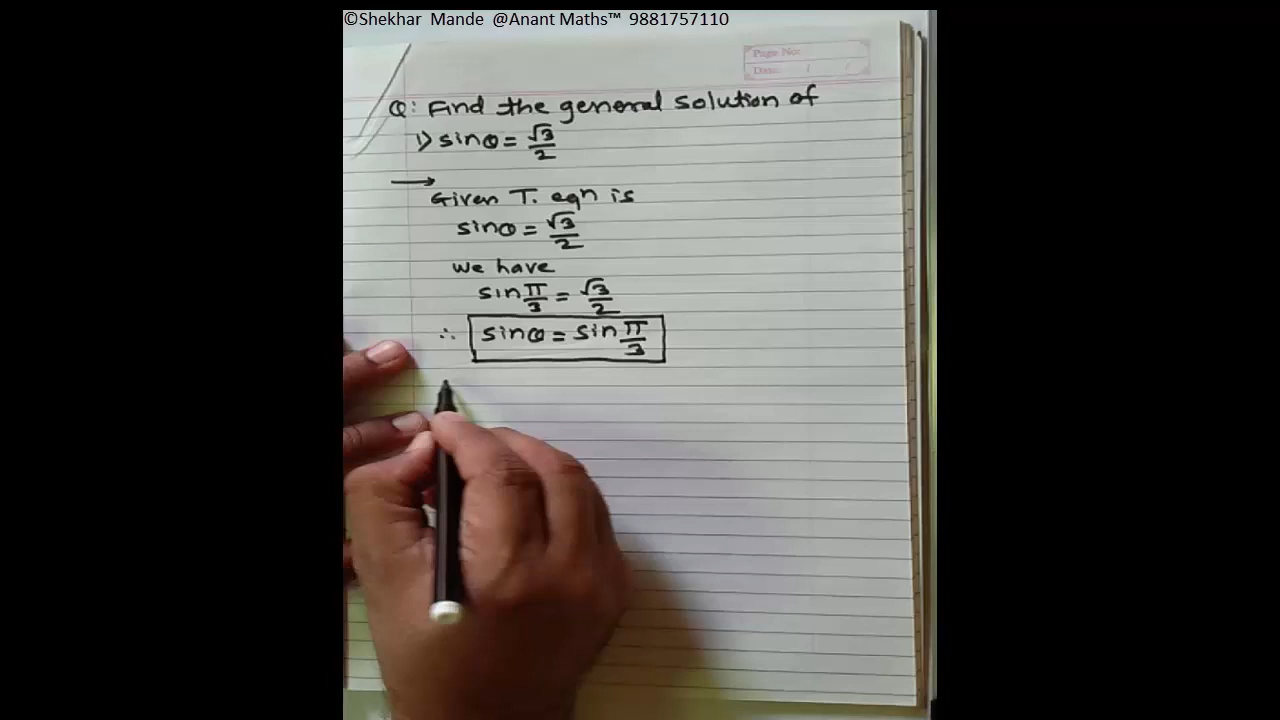 ©Shekhar Mande @Anant Maths™ 9881757110
Page No:
Date: / /
Q: Find the general solution of
1) sinθ = √3/2
→
Given T. eqn is
sinθ = √3/2
we have
sin π/3 = √3/2
∴ sinθ = sin π/3